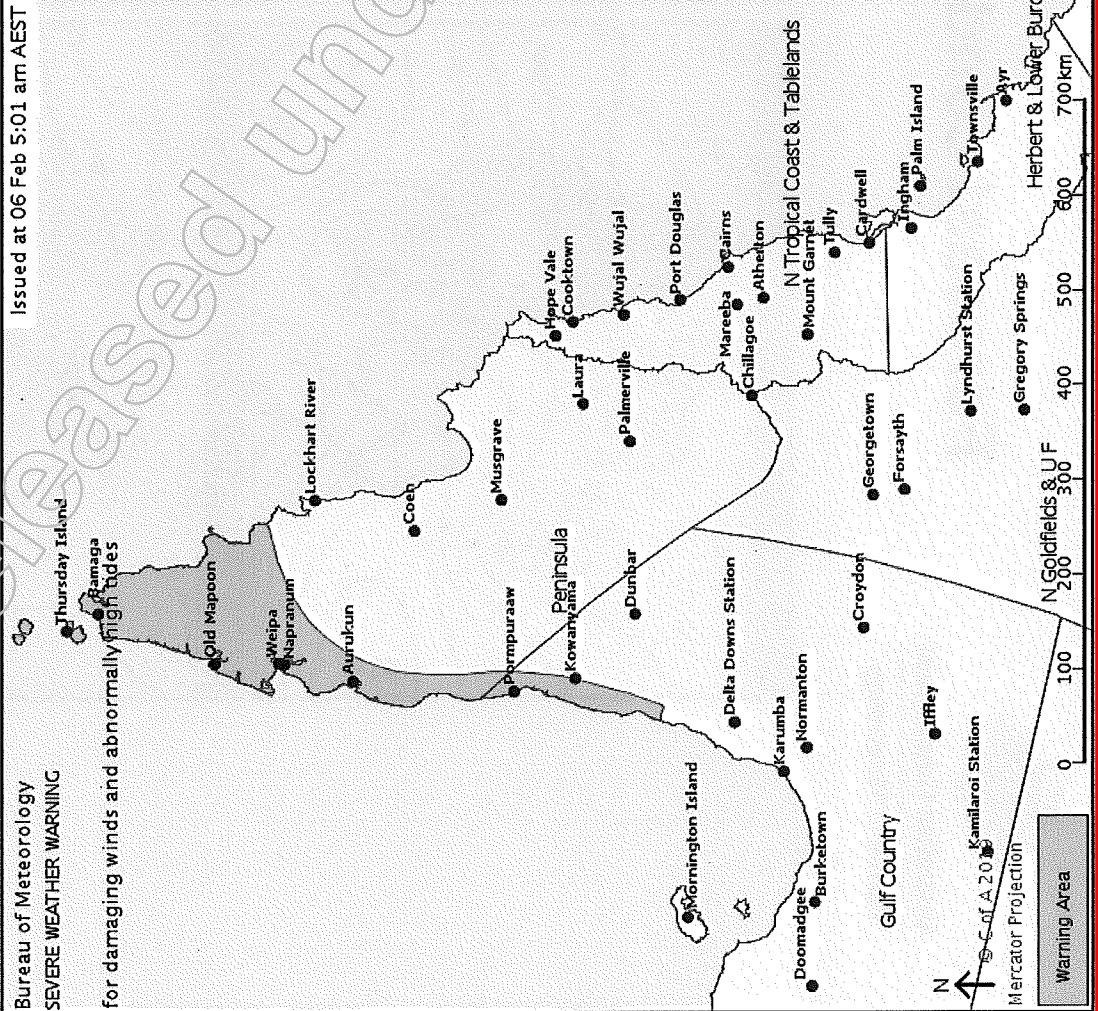 Bureau of Meteorology
Issued at 06 Feb 5:01 am AEST
SEVERE WEATHER WARNING
for damaging winds and abnormally high tides
eased und
Thursday Island
Bamaga
Old Mapoon
Weipa
Napranum
Lockhart River
Aurukun
Coen
Musgrave
Pormpuraaw
Peninsula
Kowanyama
Hope Vale
Cooktown
Laura
Wujal Wujal
Palmerville
Dunbar
Port Douglas
Mornington Island
Delta Downs Station
Cairns
Mareeba
Atherton
Chillagoe
N Tropical Coast & Tablelands
Karumba
Normanton
Mount Garnet
Tully
Doomadgee
Burketown
Croydon
Georgetown
Cardwell
Forsayth
Ingham
Palm Island
Gulf Country
Iffley
Lyndhurst Station
Townsville
Kamilaroi Station
Gregory Springs
Ayr
N Goldfields & U F
Herbert & Lower Burd
N
© C of A 201
Mercator Projection
Warning Area
0 100 200 300 400 500 600 700km